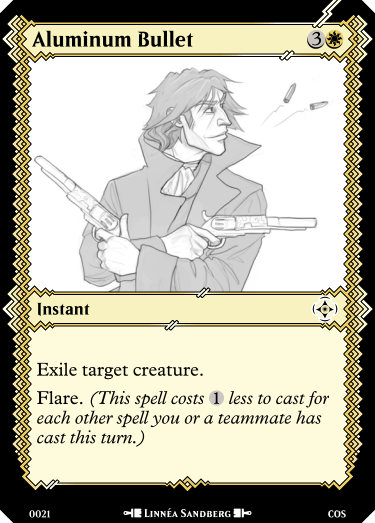 Aluminum Bullet 3
Instant
Exile target creature.
Flare. (This spell costs 1 less to cast for
each other spell you or a teammate has
cast this turn.)
0021 Linnéa Sandberg COS